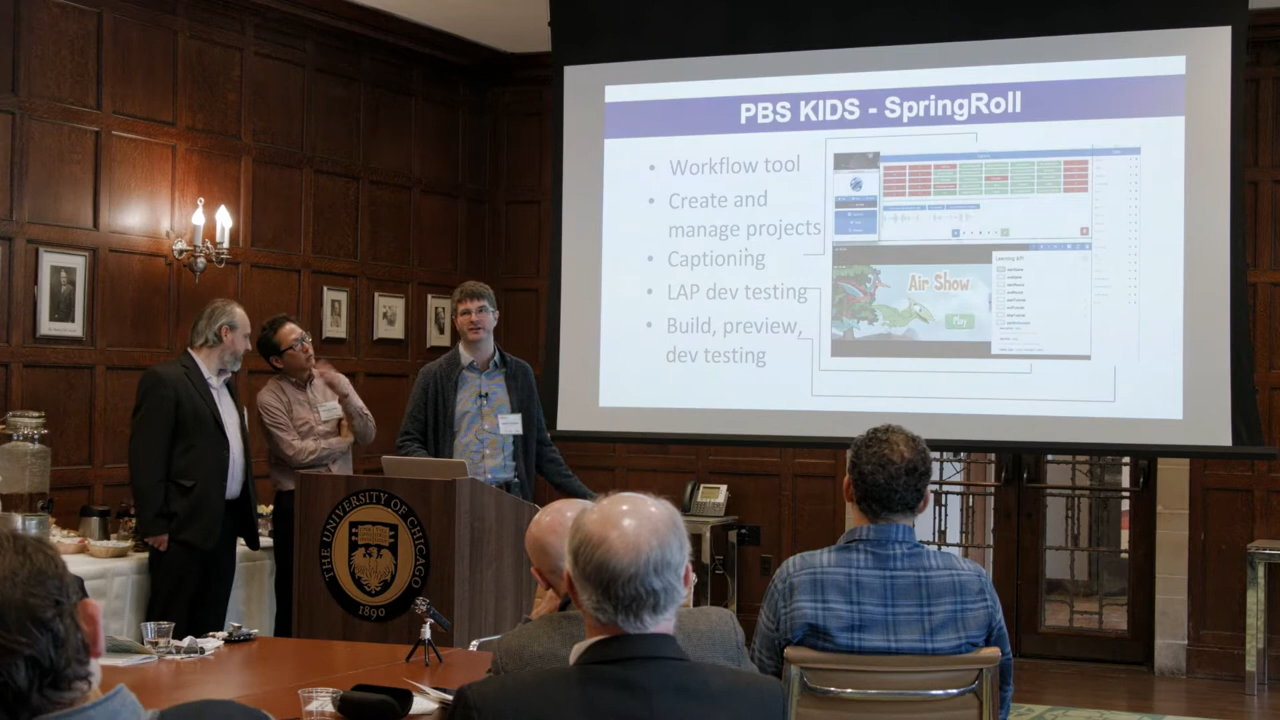 PBS KIDS - SpringRoll
• Workflow tool
• Create and
manage projects
• Captioning
• LAP dev testing
• Build, preview,
dev testing
Learning API
Air Show
Play
THE UNIVERSITY OF CHICAGO
1890